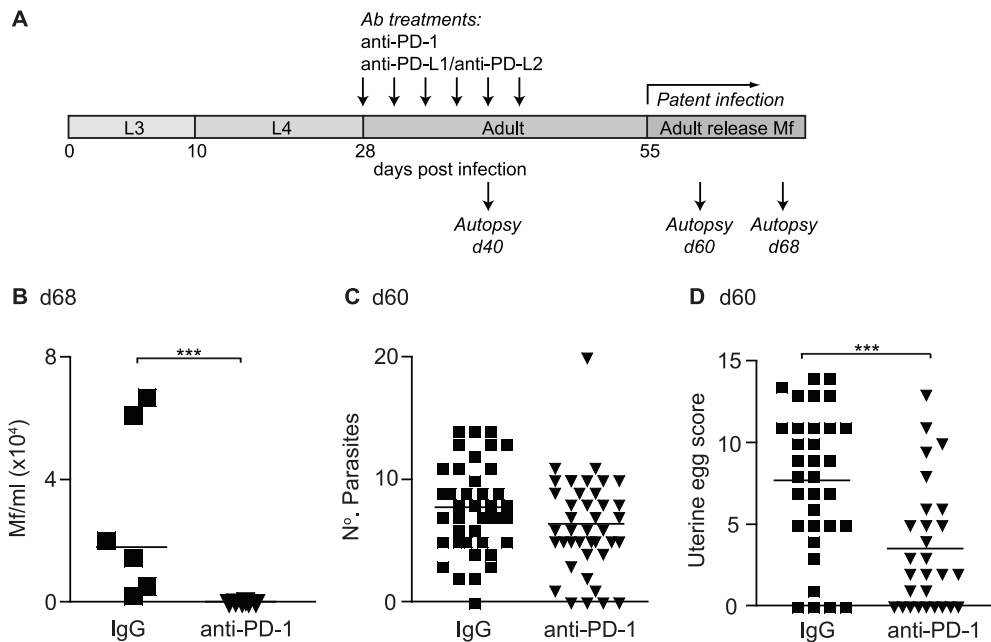 A
Ab treatments:
anti-PD-1
anti-PD-L1/anti-PD-L2
Patent infection
L3 L4 Adult Adult release Mf
0 10 28 55
days post infection
Autopsy d40
Autopsy d60
Autopsy d68
B d68
***
Mf/ml (x10⁴)
8
4
0
IgG anti-PD-1
C d60
Nº. Parasites
20
10
0
IgG anti-PD-1
D d60
***
Uterine egg score
15
10
5
0
IgG anti-PD-1